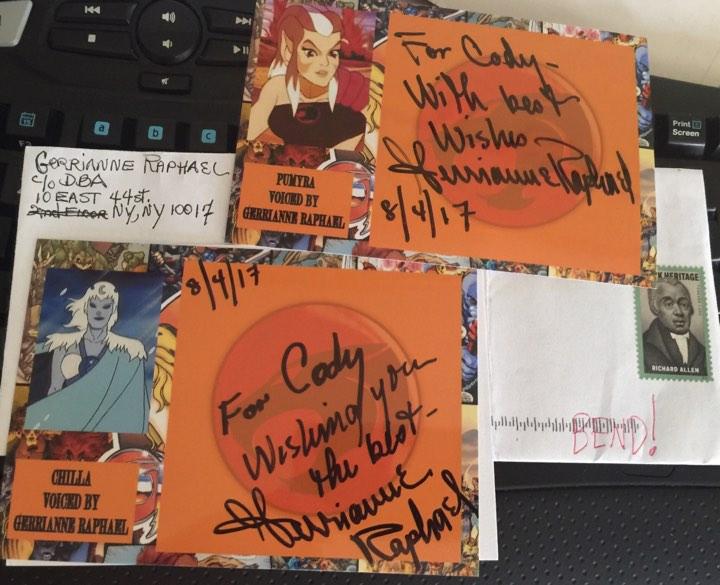 Print
Screen
a
b
c
GERRIANNE RAPHAEL
c/o DBA
10 EAST 44st.
2nd Floor NY, NY 10017
PUMYRA
VOICED BY
GERRIANNE RAPHAEL
For Cody-
With best
Wishes
Gerrianne Raphael
8/4/17
K HERITAGE
RICHARD ALLEN
BEND!
8/4/17
For Cody
Wishing you
the best-
Gerrianne
Raphael
CHILLA
VOICED BY
GERRIANNE RAPHAEL